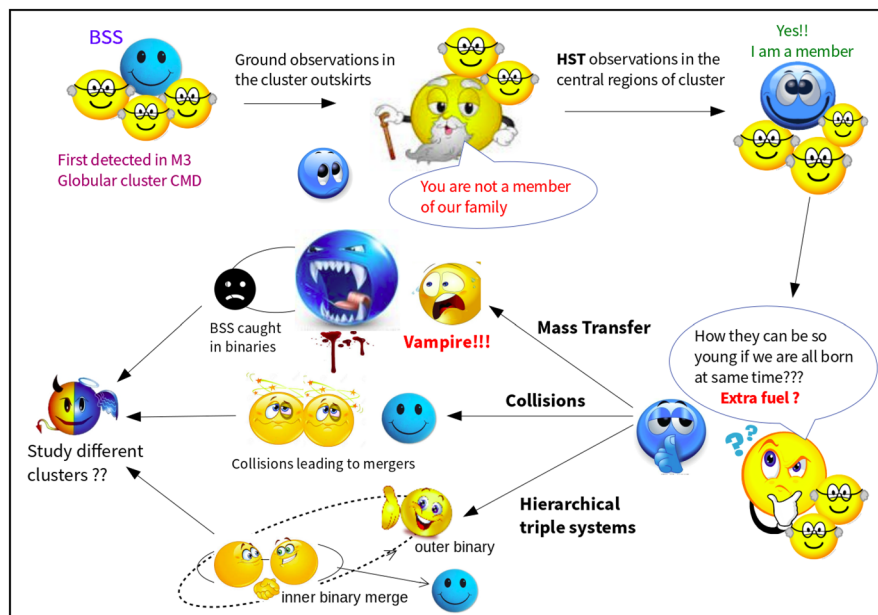 BSS
First detected in M3
Globular cluster CMD
Ground observations in
the cluster outskirts
You are not a member
of our family
HST observations in the
central regions of cluster
Yes!!
I am a member
How they can be so
young if we are all born
at same time???
Extra fuel ?
??
Mass Transfer
Vampire!!!
BSS caught
in binaries
Collisions
Collisions leading to mergers
Hierarchical
triple systems
outer binary
inner binary merge
Study different
clusters ??